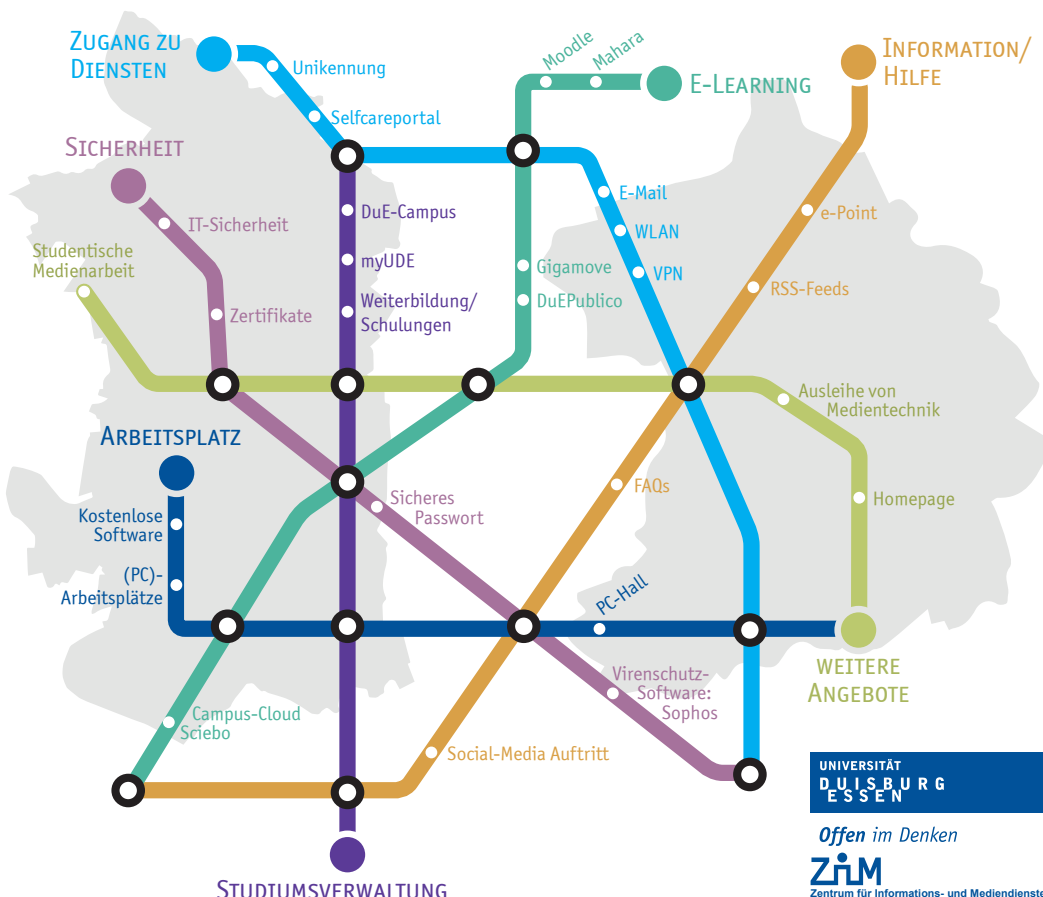 ZUGANG ZU
DIENSTEN
Unikennung
Selfcareportal
Moodle
Mahara
E-LEARNING
INFORMATION/
HILFE
SICHERHEIT
IT-Sicherheit
Zertifikate
Studentische
Medienarbeit
DuE-Campus
myUDE
Weiterbildung/
Schulungen
Gigamove
DuEPublico
E-Mail
WLAN
VPN
e-Point
RSS-Feeds
Ausleihe von
Medientechnik
ARBEITSPLATZ
Kostenlose
Software
(PC)-
Arbeitsplätze
Sicheres
Passwort
FAQs
Homepage
PC-Hall
Virenschutz-
Software:
Sophos
WEITERE
ANGEBOTE
Campus-Cloud
Sciebo
Social-Media Auftritt
STUDIUMSVERWALTUNG
UNIVERSITÄT
DUISBURG
ESSEN
Offen im Denken
ZIM
Zentrum für Informations- und Mediendienste